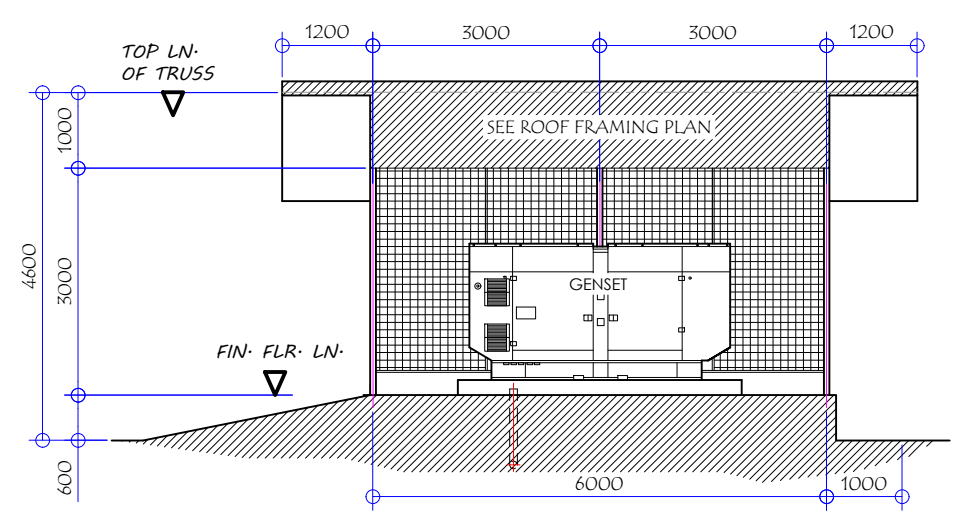 1200
3000
3000
1200
TOP LN.
OF TRUSS
1000
SEE ROOF FRAMING PLAN
4600
3000
GENSET
FIN. FLR. LN.
600
6000
1000